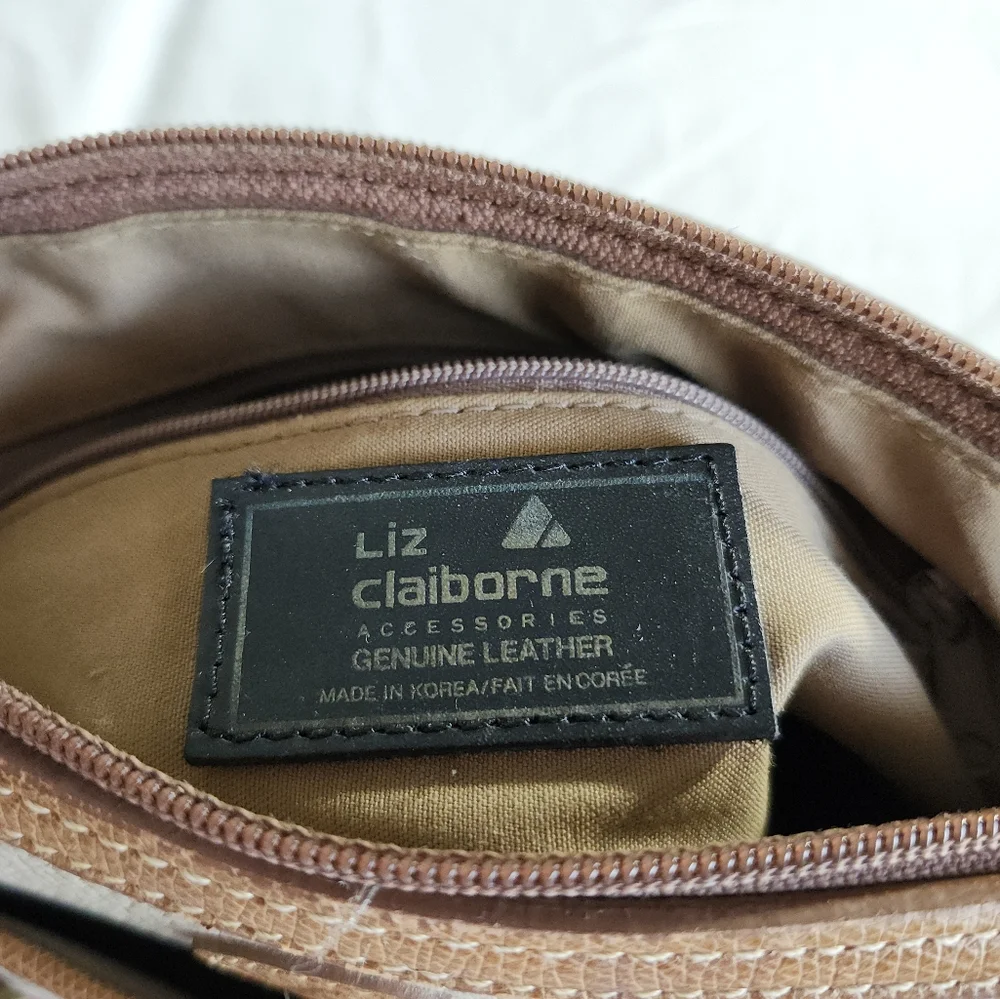 Liz
claiborne
ACCESSORIES
GENUINE LEATHER
MADE IN KOREA/FAIT EN CORÉE